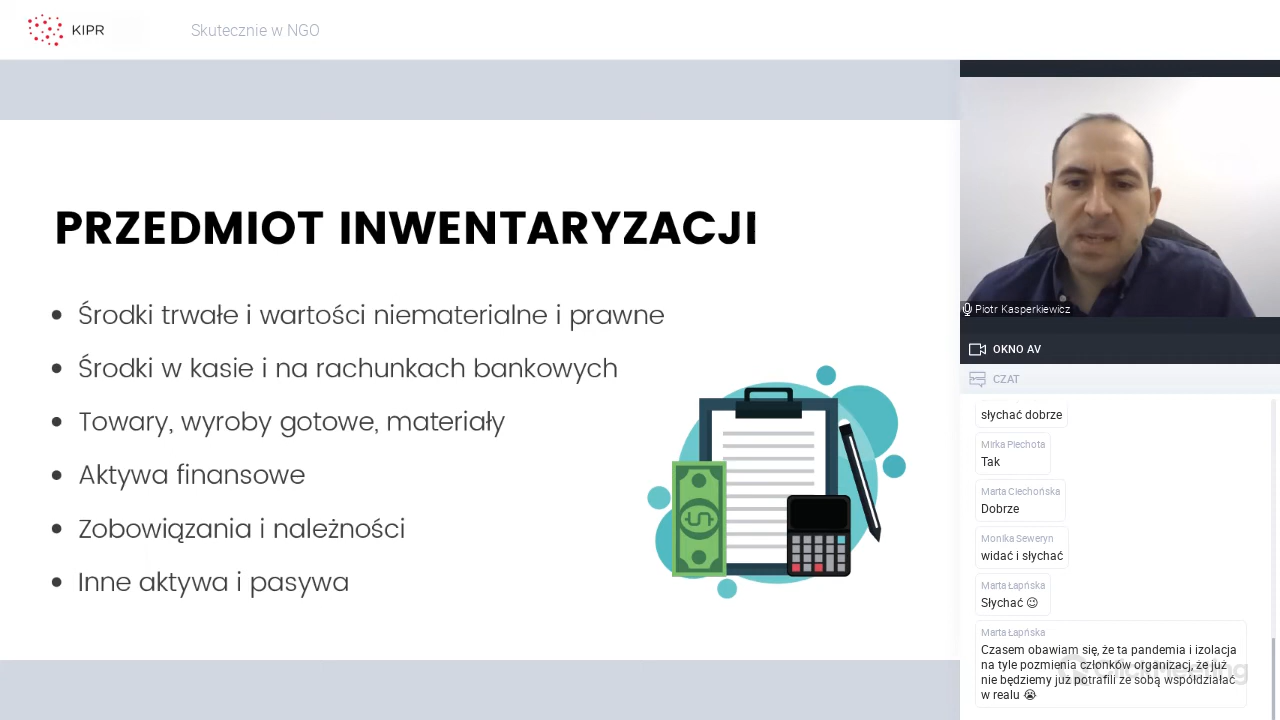 KIPR
Skutecznie w NGO
PRZEDMIOT INWENTARYZACJI
Środki trwałe i wartości niematerialne i prawne
Środki w kasie i na rachunkach bankowych
Towary, wyroby gotowe, materiały
Aktywa finansowe
Zobowiązania i należności
Inne aktywa i pasywa
Piotr Kasperkiewicz
OKNO AV
CZAT
słychać dobrze
Mirka Piechota
Tak
Marta Ciechońska
Dobrze
Monika Seweryn
widać i słychać
Marta Łapńska
Słychać 😉
Marta Łapńska
Czasem obawiam się, że ta pandemia i izolacja
na tyle pozmienia członków organizacj, że już
nie będziemy już potrafili ze sobą współdziałać
w realu 😭